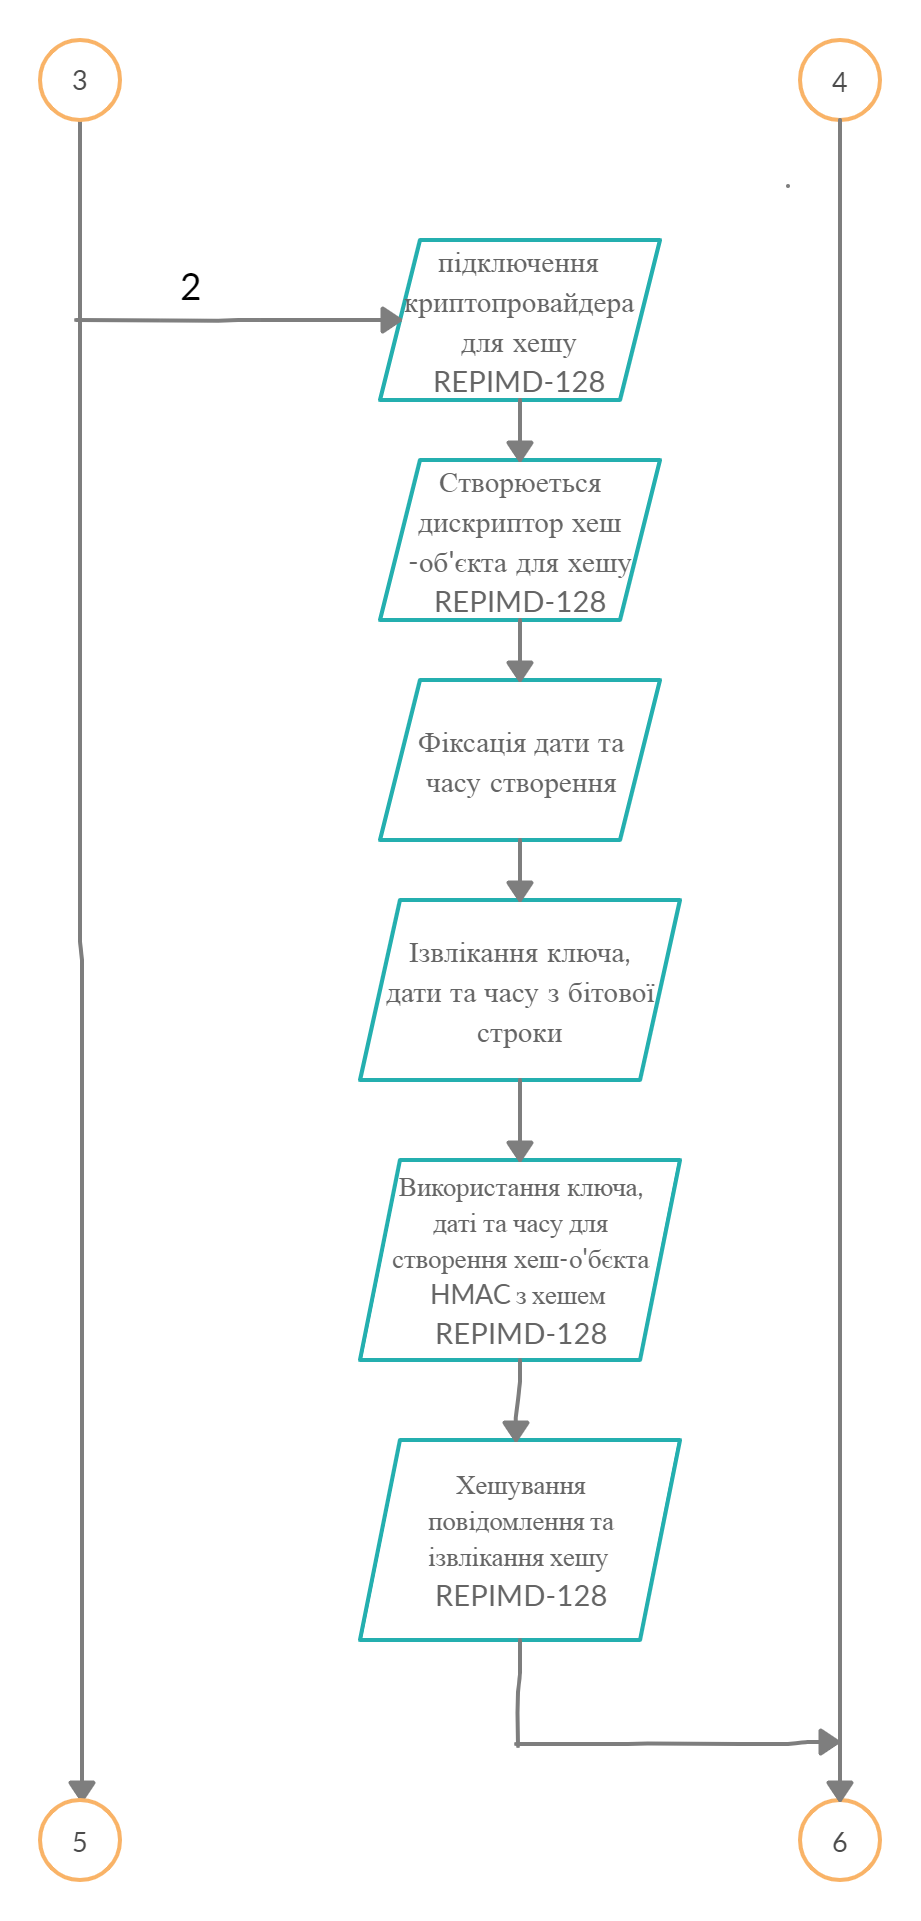 3
4
2
підключення
криптопровайдера
для хешу
REPIMD-128
Створюеться
дискриптор хеш
-об'єкта для хешу
REPIMD-128
Фіксація дати та
часу створення
Ізвлікання ключа,
дати та часу з бітової
строки
Використання ключа,
даті та часу для
створення хеш-о'бєкта
HMAC з хешем
REPIMD-128
Хешування
повідомлення та
ізвлікання хешу
REPIMD-128
5
6